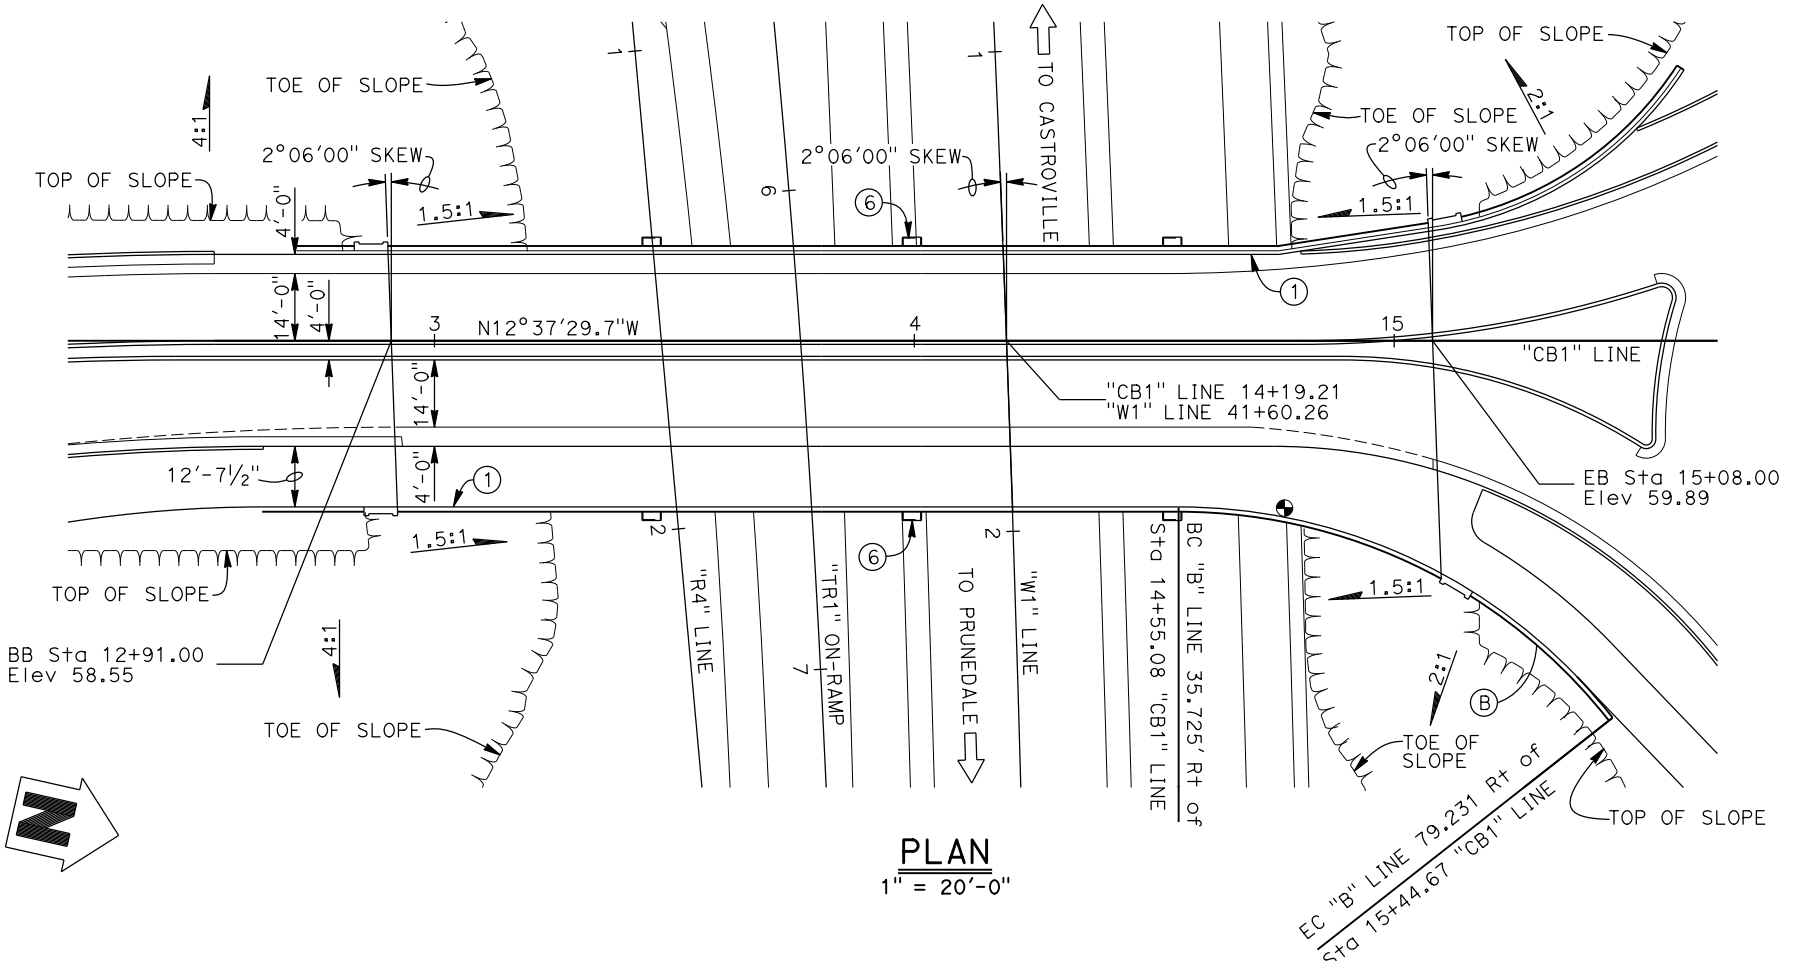 TOP OF SLOPE
TOE OF SLOPE
1
1
TO CASTROVILLE
2:1
4:1
TOE OF SLOPE
2°06'00" SKEW
2°06'00" SKEW
2°06'00" SKEW
TOP OF SLOPE
6
4'-0"
1.5:1
6
1.5:1
14'-0"
4'-0"
1
3
N12°37'29.7"W
4
15
"CB1" LINE
14'-0"
"CB1" LINE 14+19.21
"W1" LINE 41+60.26
12'-7½"
4'-0"
1
EB Sta 15+08.00
Elev 59.89
1.5:1
2
2
6
TOP OF SLOPE
"R4" LINE
"TR1" ON-RAMP
7
TO PRUNEDALE
"W1" LINE
BC "B" LINE 35.725' Rt of
Sta 14+55.08 "CB1" LINE
1.5:1
4:1
BB Sta 12+91.00
Elev 58.55
2:1
B
TOE OF SLOPE
TOE OF
SLOPE
TOP OF SLOPE
EC "B" LINE 79.231 Rt of
Sta 15+44.67 "CB1" LINE
N
PLAN
1" = 20'-0"